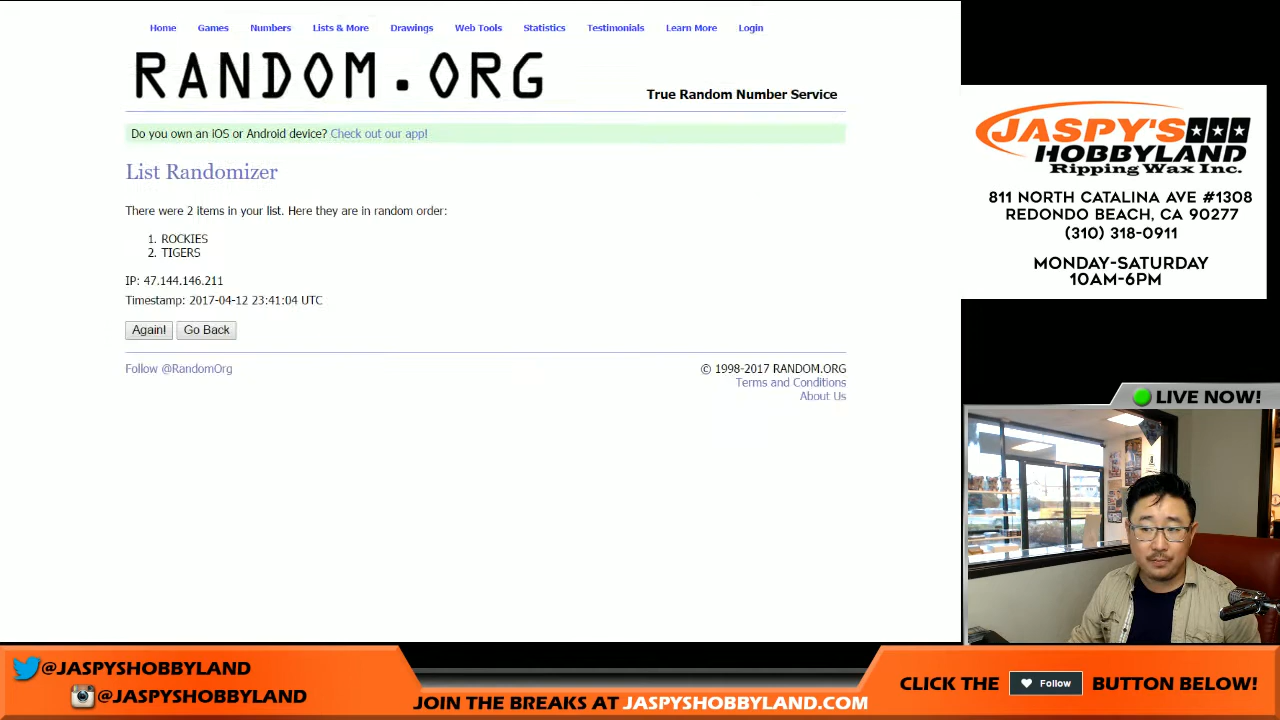 Home Games Numbers Lists & More Drawings Web Tools Statistics Testimonials Learn More Login
RANDOM.ORG
True Random Number Service
Do you own an iOS or Android device? Check out our app!
List Randomizer
There were 2 items in your list. Here they are in random order:
1. ROCKIES
2. TIGERS
IP: 47.144.146.211
Timestamp: 2017-04-12 23:41:04 UTC
Again! Go Back
Follow @RandomOrg
© 1998-2017 RANDOM.ORG
Terms and Conditions
About Us
JASPY'S
HOBBYLAND
Ripping Wax Inc.
811 NORTH CATALINA AVE #1308
REDONDO BEACH, CA 90277
(310) 318-0911
MONDAY-SATURDAY
10AM-6PM
LIVE NOW!
@JASPYSHOBBYLAND
@JASPYSHOBBYLAND
JOIN THE BREAKS AT JASPYSHOBBYLAND.COM
CLICK THE Follow BUTTON BELOW!